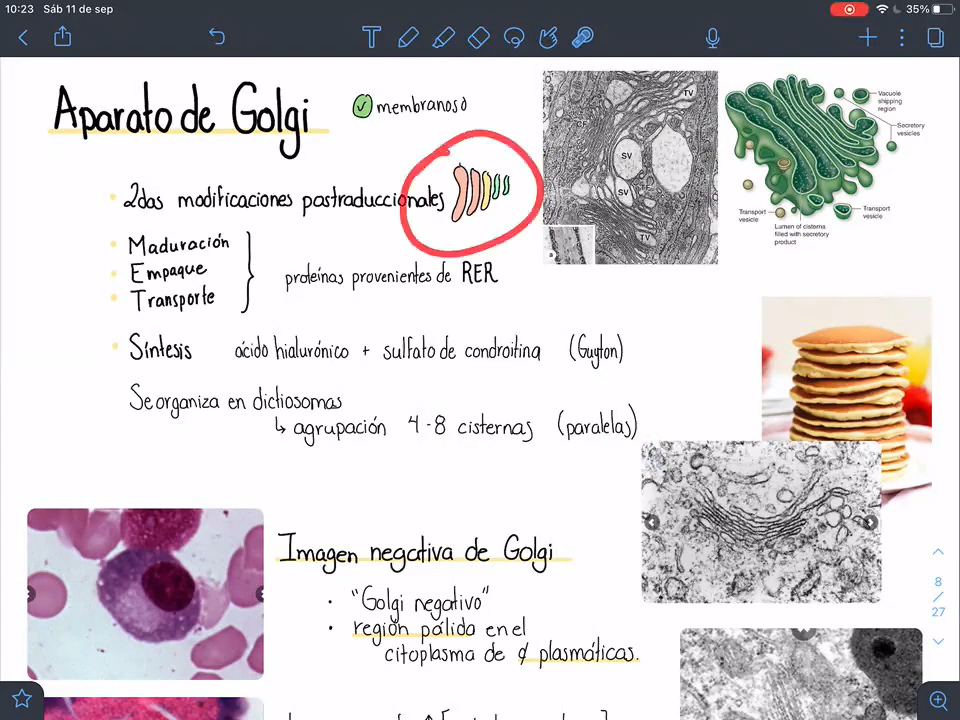 10:23 Sáb 11 de sep
35%
Aparato de Golgi
membranoso
2das modificaciones postraduccionales
Maduración
Empaque
Transporte
proteínas provenientes de RER
Síntesis ácido hialurónico + sulfato de condroitina (Guyton)
Se organiza en dictiosomas
↳ agrupación 4-8 cisternas (paralelas)
TV
CF
SV
SV
TV
a
Vacuole
shipping
region
Secretory
vesicles
Transport
vesicle
Transport
vesicle
Lumen of cisterna
filled with secretory
product
Imagen negativa de Golgi
"Golgi negativo"
región pálida en el
citoplasma de ¢ plasmáticas.
8
/
27